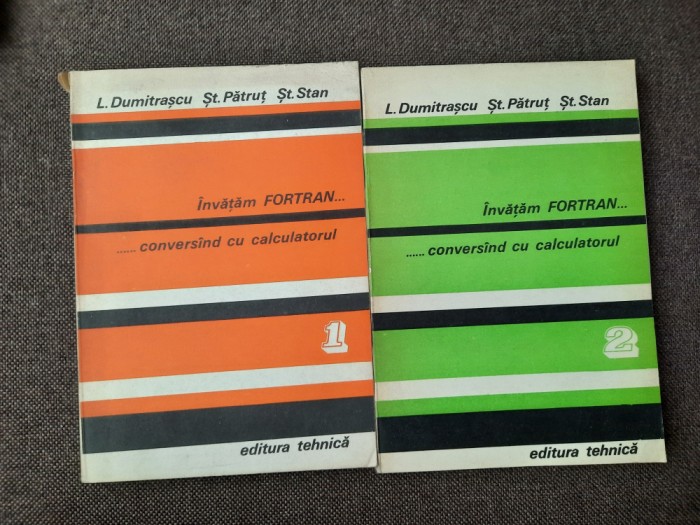 L. Dumitrașcu Șt. Pătruț Șt. Stan
Învățăm FORTRAN...
......conversînd cu calculatorul
1
editura tehnică
L. Dumitrașcu Șt. Pătruț Șt. Stan
Învățăm FORTRAN...
......conversînd cu calculatorul
2
editura tehnică